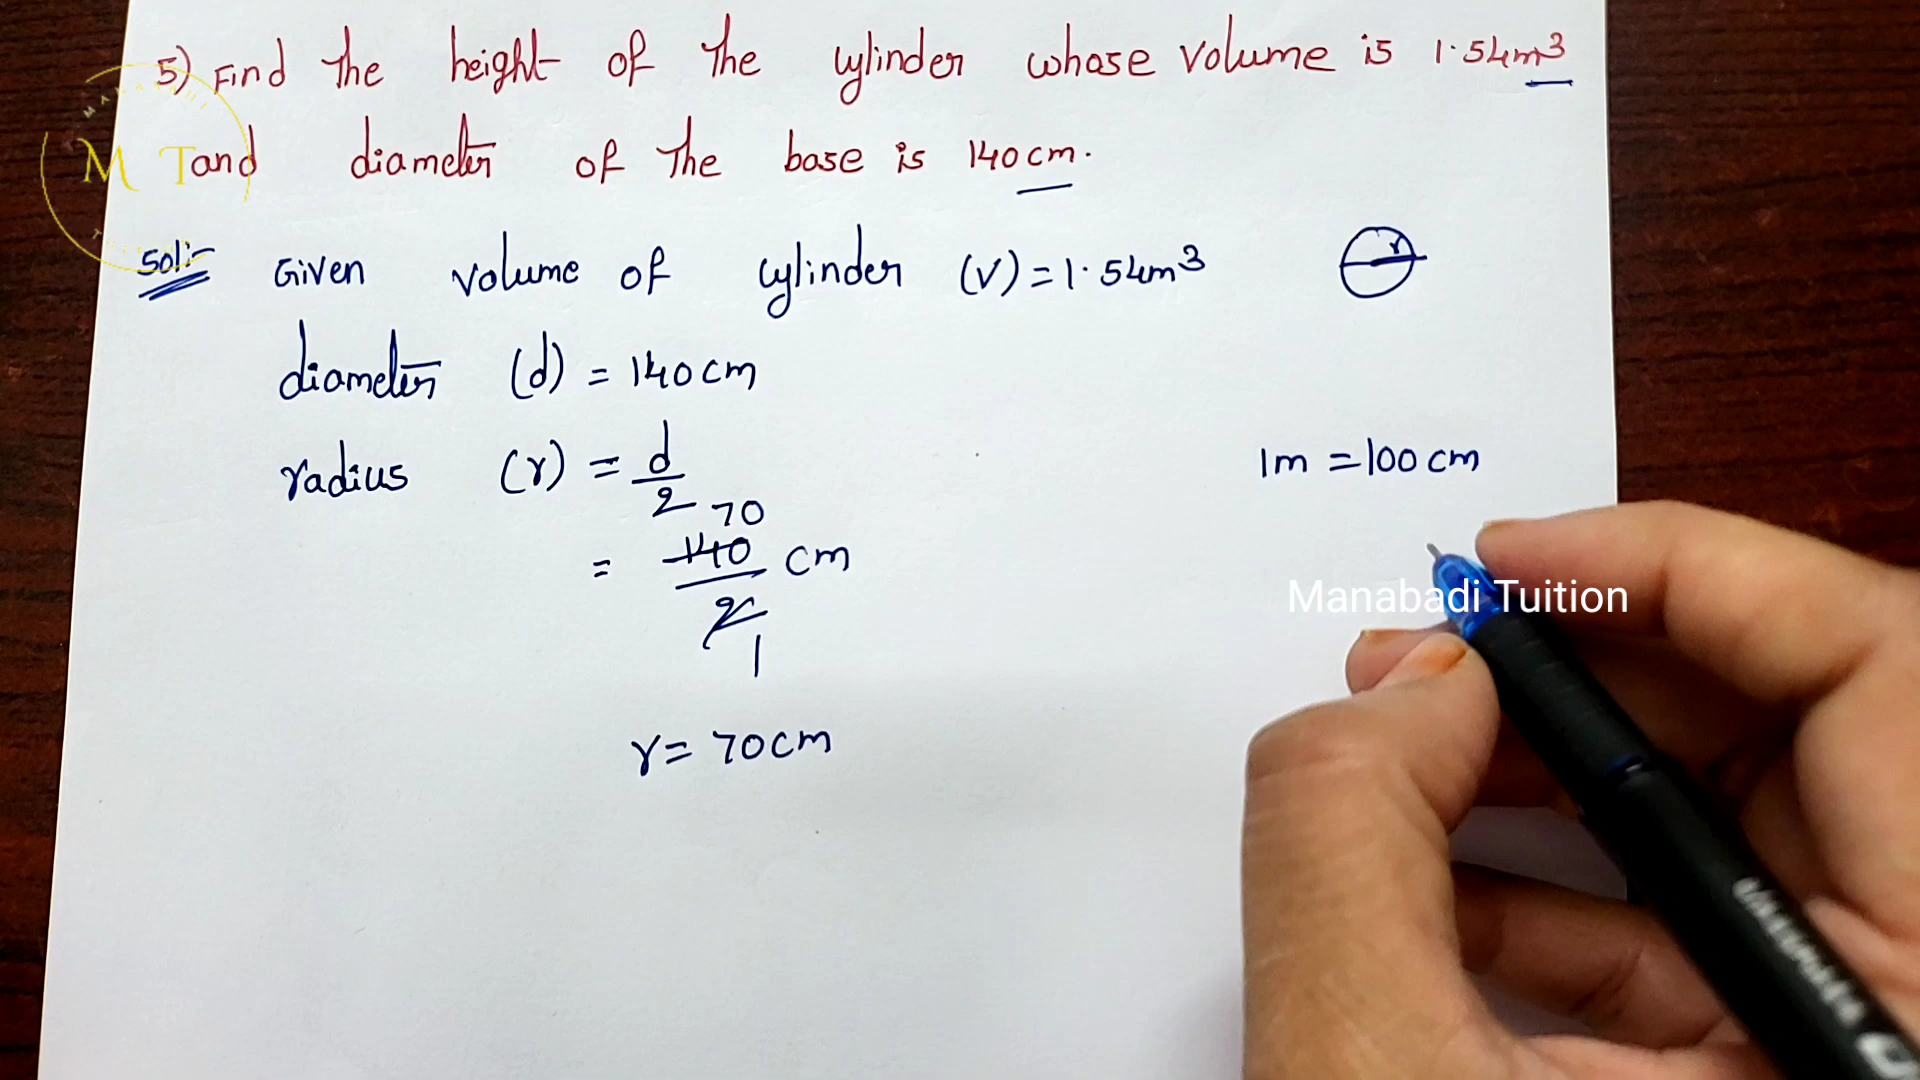 5) Find The height of The cylinder whose volume is 1.54m³
and diameter of The base is 140cm.
M T
Sol:- Given volume of cylinder (V) = 1.54m³
r
diameter (d) = 140cm
radius (r) = d/2
1m = 100cm
= 140/2 cm
70
1
Manabadi Tuition
r = 70cm